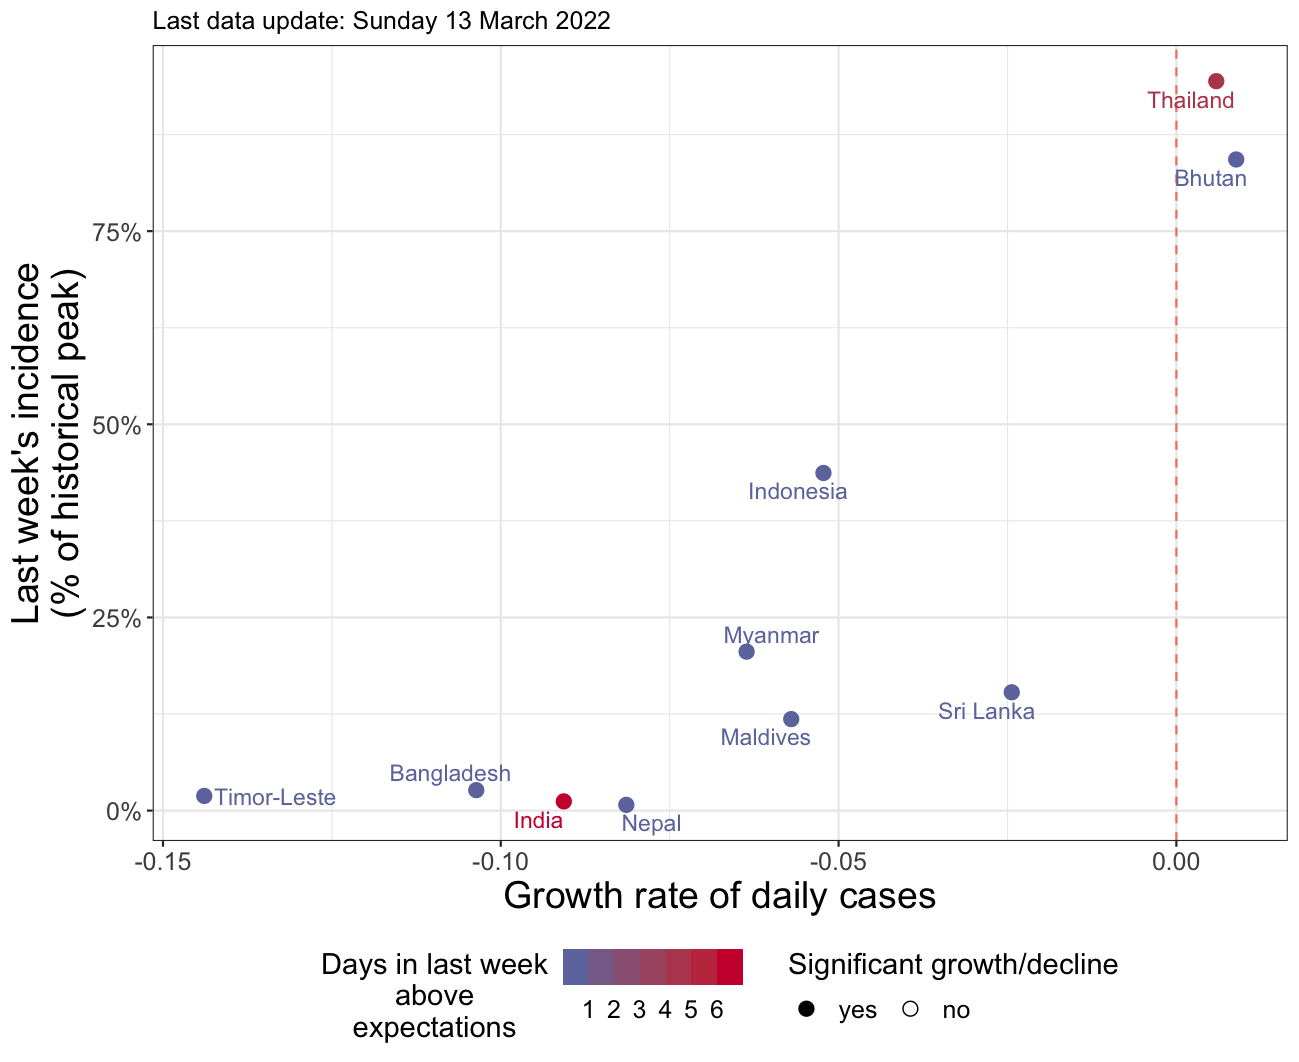 Last data update: Sunday 13 March 2022
Last week's incidence
(% of historical peak)
75%
50%
25%
0%
Thailand
Bhutan
Indonesia
Myanmar
Sri Lanka
Maldives
Bangladesh
Timor-Leste
India
Nepal
-0.15
-0.10
-0.05
0.00
Growth rate of daily cases
Days in last week
above
expectations
1 2 3 4 5 6
Significant growth/decline
yes
no